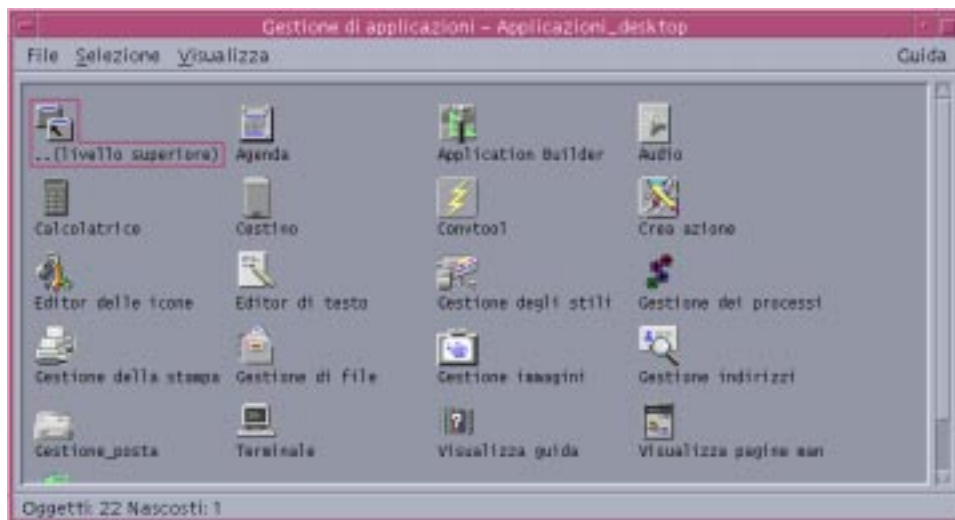 Gestione di applicazioni – Applicazioni_desktop
File Selezione Visualizza Guida
..(livello superiore) Agenda Application Builder Audio
Calcolatrice Cestino Convtool Crea azione
Editor delle icone Editor di testo Gestione degli stili Gestione dei processi
Gestione della stampa Gestione di file Gestione immagini Gestione indirizzi
Gestione_posta Terminale Visualizza guida Visualizza pagine man
Oggetti: 22 Nascosti: 1